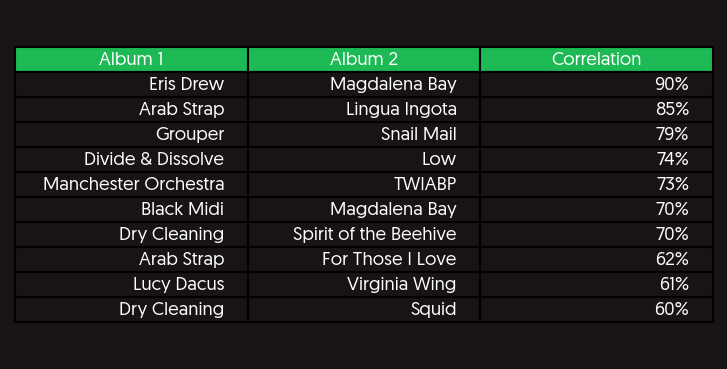 Album 1 Album 2 Correlation
Eris Drew Magdalena Bay 90%
Arab Strap Lingua Ingota 85%
Grouper Snail Mail 79%
Divide & Dissolve Low 74%
Manchester Orchestra TWIABP 73%
Black Midi Magdalena Bay 70%
Dry Cleaning Spirit of the Beehive 70%
Arab Strap For Those I Love 62%
Lucy Dacus Virginia Wing 61%
Dry Cleaning Squid 60%